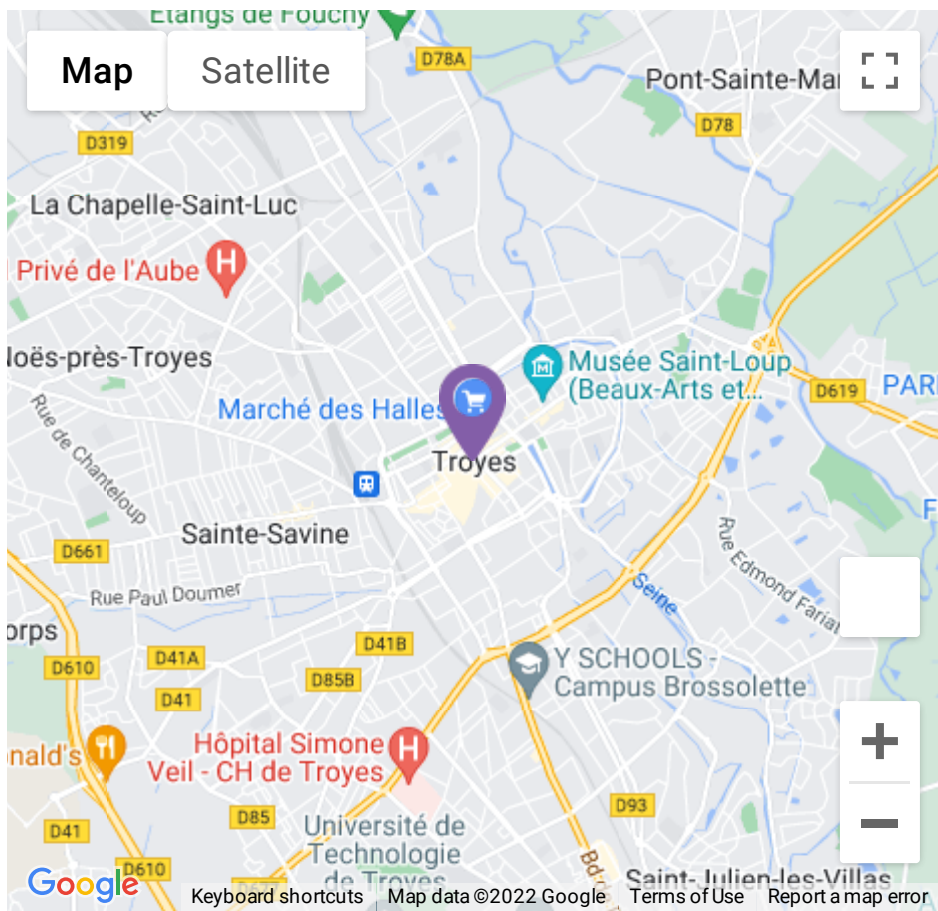 Etangs de Fouchy
D78A
Map
Satellite
Pont-Sainte-Mar
D78
D319
La Chapelle-Saint-Luc
Privé de l'Aube
H
Noës-près-Troyes
Musée Saint-Loup
(Beaux-Arts et...
D619
PAR
Marché des Halles
Rue de Chanteloup
Troyes
Sainte-Savine
D661
Rue Paul Doumer
Rue Edmond Fariat
Seine
D41B
D41A
D610
D85B
D41
Y SCHOOLS -
Campus Brossolette
Hôpital Simone
Veil - CH de Troyes
H
nald's
D85
D93
D41
Université de
Technologie
de Troyes
D610
Saint-Julien-les-Villas
Google
Keyboard shortcuts
Map data ©2022 Google
Terms of Use
Report a map error